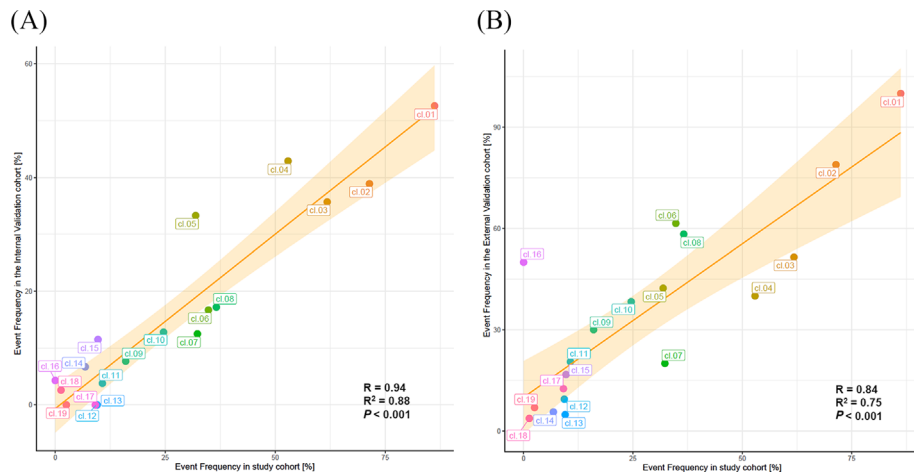 (A)
Event Frequency in the Internal Validation cohort [%]
60
40
20
0
cl.01
cl.04
cl.02
cl.03
cl.05
cl.08
cl.06
cl.07
cl.10
cl.09
cl.15
cl.14
cl.16
cl.18
cl.11
cl.17
cl.13
cl.19
cl.12
R = 0.94
R² = 0.88
P < 0.001
0
25
50
75
Event Frequency in study cohort [%]
(B)
Event Frequency in the External Validation cohort [%]
90
60
30
0
cl.01
cl.02
cl.06
cl.08
cl.16
cl.03
cl.04
cl.05
cl.10
cl.09
cl.07
cl.11
cl.15
cl.17
cl.19
cl.12
cl.14
cl.13
cl.18
R = 0.84
R² = 0.75
P < 0.001
0
25
50
75
Event Frequency in study cohort [%]